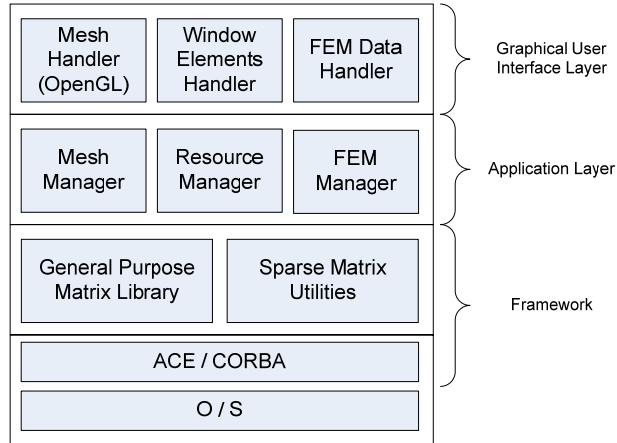 Mesh
Handler
(OpenGL)
Window
Elements
Handler
FEM Data
Handler
Graphical User
Interface Layer
Mesh
Manager
Resource
Manager
FEM
Manager
Application Layer
General Purpose
Matrix Library
Sparse Matrix
Utilities
Framework
ACE / CORBA
O / S